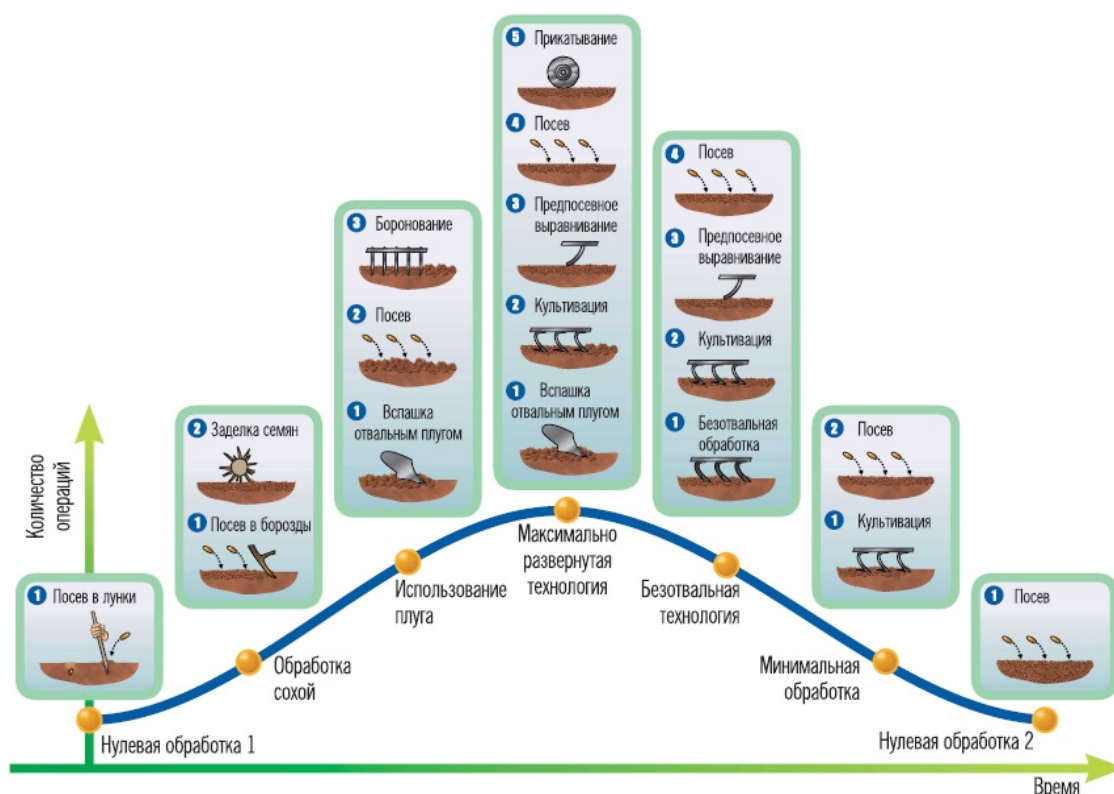 5 Прикатывание
4 Посев
3 Предпосевное
выравнивание
2 Культивация
1 Вспашка
отвальным плугом
4 Посев
3 Предпосевное
выравнивание
2 Культивация
1 Безотвальная
обработка
3 Боронование
2 Посев
1 Вспашка
отвальным плугом
2 Заделка семян
1 Посев в борозды
2 Посев
1 Культивация
1 Посев в лунки
1 Посев
Количество
операций
Нулевая обработка 1
Обработка
сохой
Использование
плуга
Максимально
развернутая
технология
Безотвальная
технология
Минимальная
обработка
Нулевая обработка 2
Время